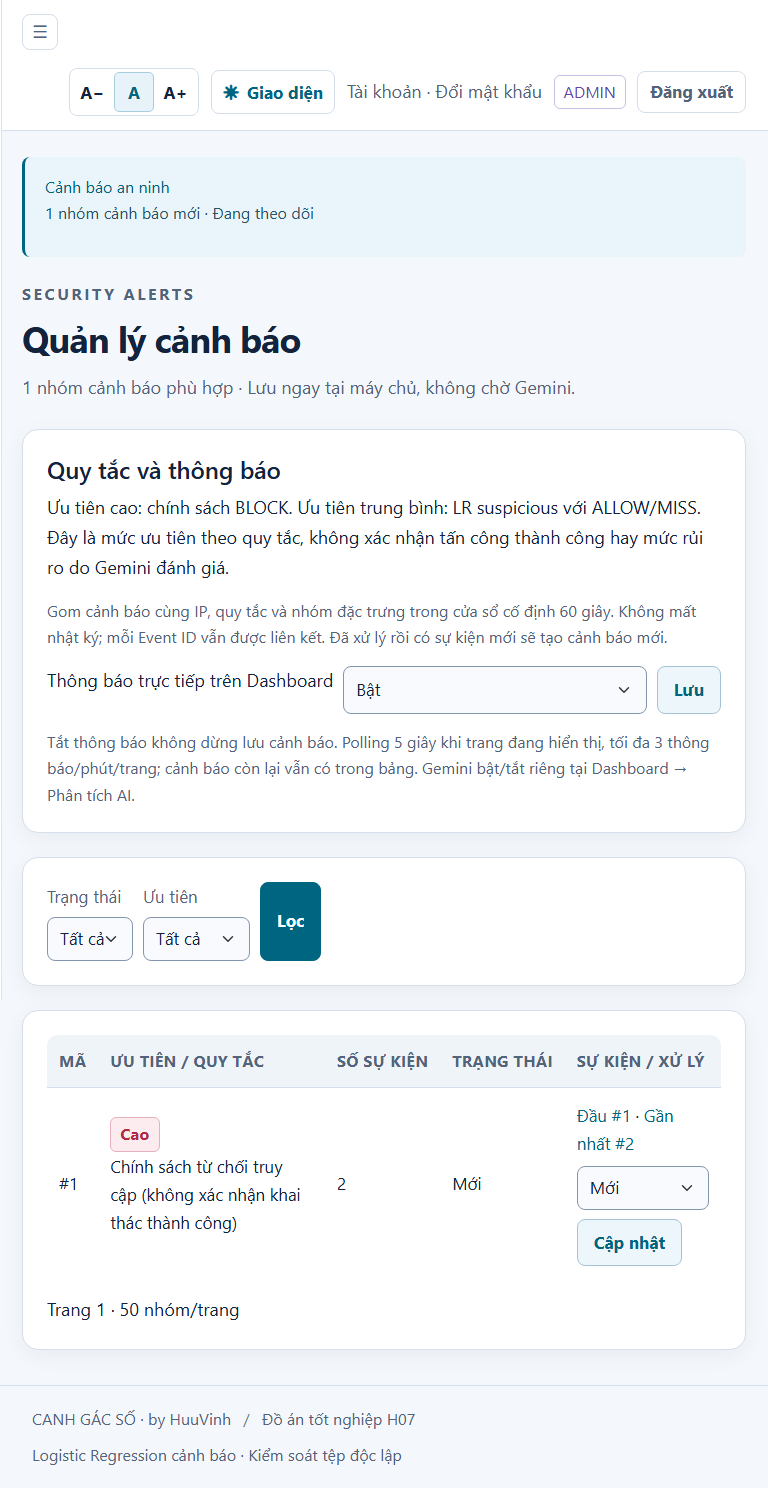 ☰
A−
A
A+
Giao diện
Tài khoản · Đổi mật khẩu
ADMIN
Đăng xuất
Cảnh báo an ninh
1 nhóm cảnh báo mới · Đang theo dõi
SECURITY ALERTS
Quản lý cảnh báo
1 nhóm cảnh báo phù hợp · Lưu ngay tại máy chủ, không chờ Gemini.
Quy tắc và thông báo
Ưu tiên cao: chính sách BLOCK. Ưu tiên trung bình: LR suspicious với ALLOW/MISS.
Đây là mức ưu tiên theo quy tắc, không xác nhận tấn công thành công hay mức rủi
ro do Gemini đánh giá.
Gom cảnh báo cùng IP, quy tắc và nhóm đặc trưng trong cửa sổ cố định 60 giây. Không mất
nhật ký; mỗi Event ID vẫn được liên kết. Đã xử lý rồi có sự kiện mới sẽ tạo cảnh báo mới.
Thông báo trực tiếp trên Dashboard
Bật
Lưu
Tắt thông báo không dừng lưu cảnh báo. Polling 5 giây khi trang đang hiển thị, tối đa 3 thông
báo/phút/trang; cảnh báo còn lại vẫn có trong bảng. Gemini bật/tắt riêng tại Dashboard →
Phân tích AI.
Trạng thái
Ưu tiên
Tất cả
Tất cả
Lọc
MÃ
ƯU TIÊN / QUY TẮC
SỐ SỰ KIỆN
TRẠNG THÁI
SỰ KIỆN / XỬ LÝ
#1
Cao
Chính sách từ chối truy
cập (không xác nhận khai
thác thành công)
2
Mới
Đầu #1 · Gần
nhất #2
Mới
Cập nhật
Trang 1 · 50 nhóm/trang
CANH GÁC SỐ · by HuuVinh / Đồ án tốt nghiệp H07
Logistic Regression cảnh báo · Kiểm soát tệp độc lập